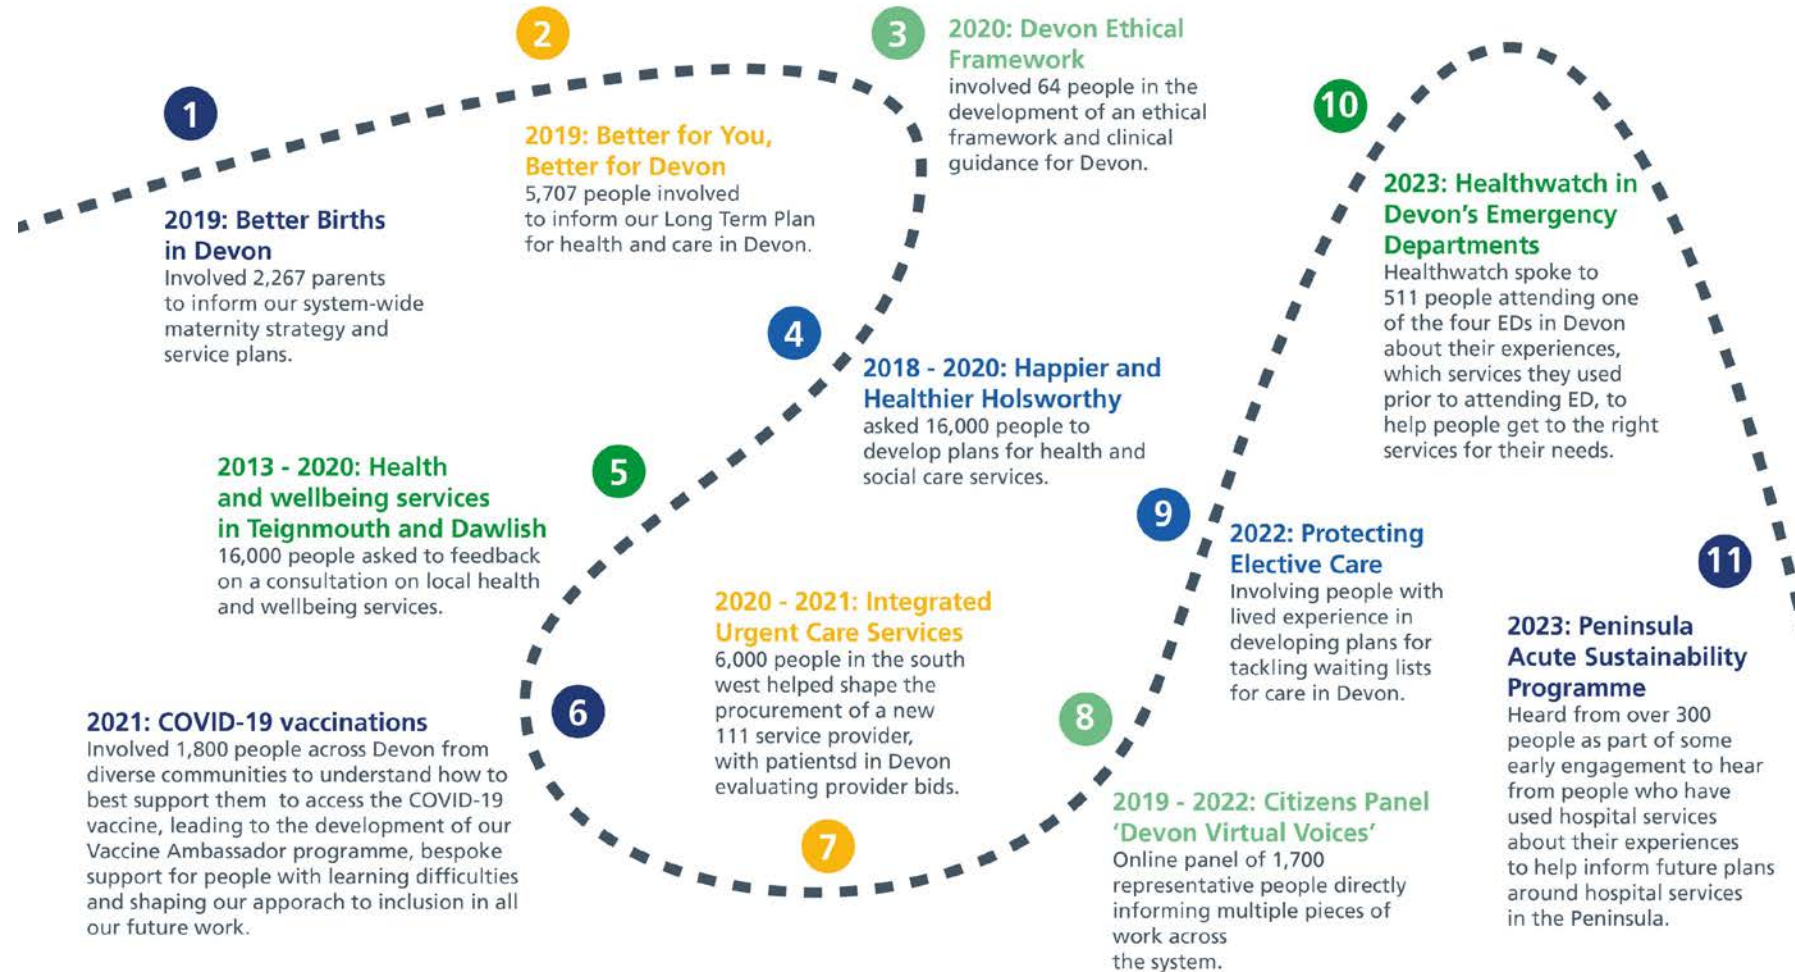 1
2019: Better Births
in Devon
Involved 2,267 parents
to inform our system-wide
maternity strategy and
service plans.
2
2019: Better for You,
Better for Devon
5,707 people involved
to inform our Long Term Plan
for health and care in Devon.
3
2020: Devon Ethical
Framework
involved 64 people in the
development of an ethical
framework and clinical
guidance for Devon.
4
2018 - 2020: Happier and
Healthier Holsworthy
asked 16,000 people to
develop plans for health and
social care services.
5
2013 - 2020: Health
and wellbeing services
in Teignmouth and Dawlish
16,000 people asked to feedback
on a consultation on local health
and wellbeing services.
6
2021: COVID-19 vaccinations
Involved 1,800 people across Devon from
diverse communities to understand how to
best support them  to access the COVID-19
vaccine, leading to the development of our
Vaccine Ambassador programme, bespoke
support for people with learning difficulties
and shaping our apporach to inclusion in all
our future work.
7
2020 - 2021: Integrated
Urgent Care Services
6,000 people in the south
west helped shape the
procurement of a new
111 service provider,
with patientsd in Devon
evaluating provider bids.
8
2019 - 2022: Citizens Panel
‘Devon Virtual Voices’
Online panel of 1,700
representative people directly
informing multiple pieces of
work across
the system.
9
2022: Protecting
Elective Care
Involving people with
lived experience in
developing plans for
tackling waiting lists
for care in Devon.
10
2023: Healthwatch in
Devon’s Emergency
Departments
Healthwatch spoke to
511 people attending one
of the four EDs in Devon
about their experiences,
which services they used
prior to attending ED, to
help people get to the right
services for their needs.
11
2023: Peninsula
Acute Sustainability
Programme
Heard from over 300
people as part of some
early engagement to hear
from people who have
used hospital services
about their experiences
to help inform future plans
around hospital services
in the Peninsula.